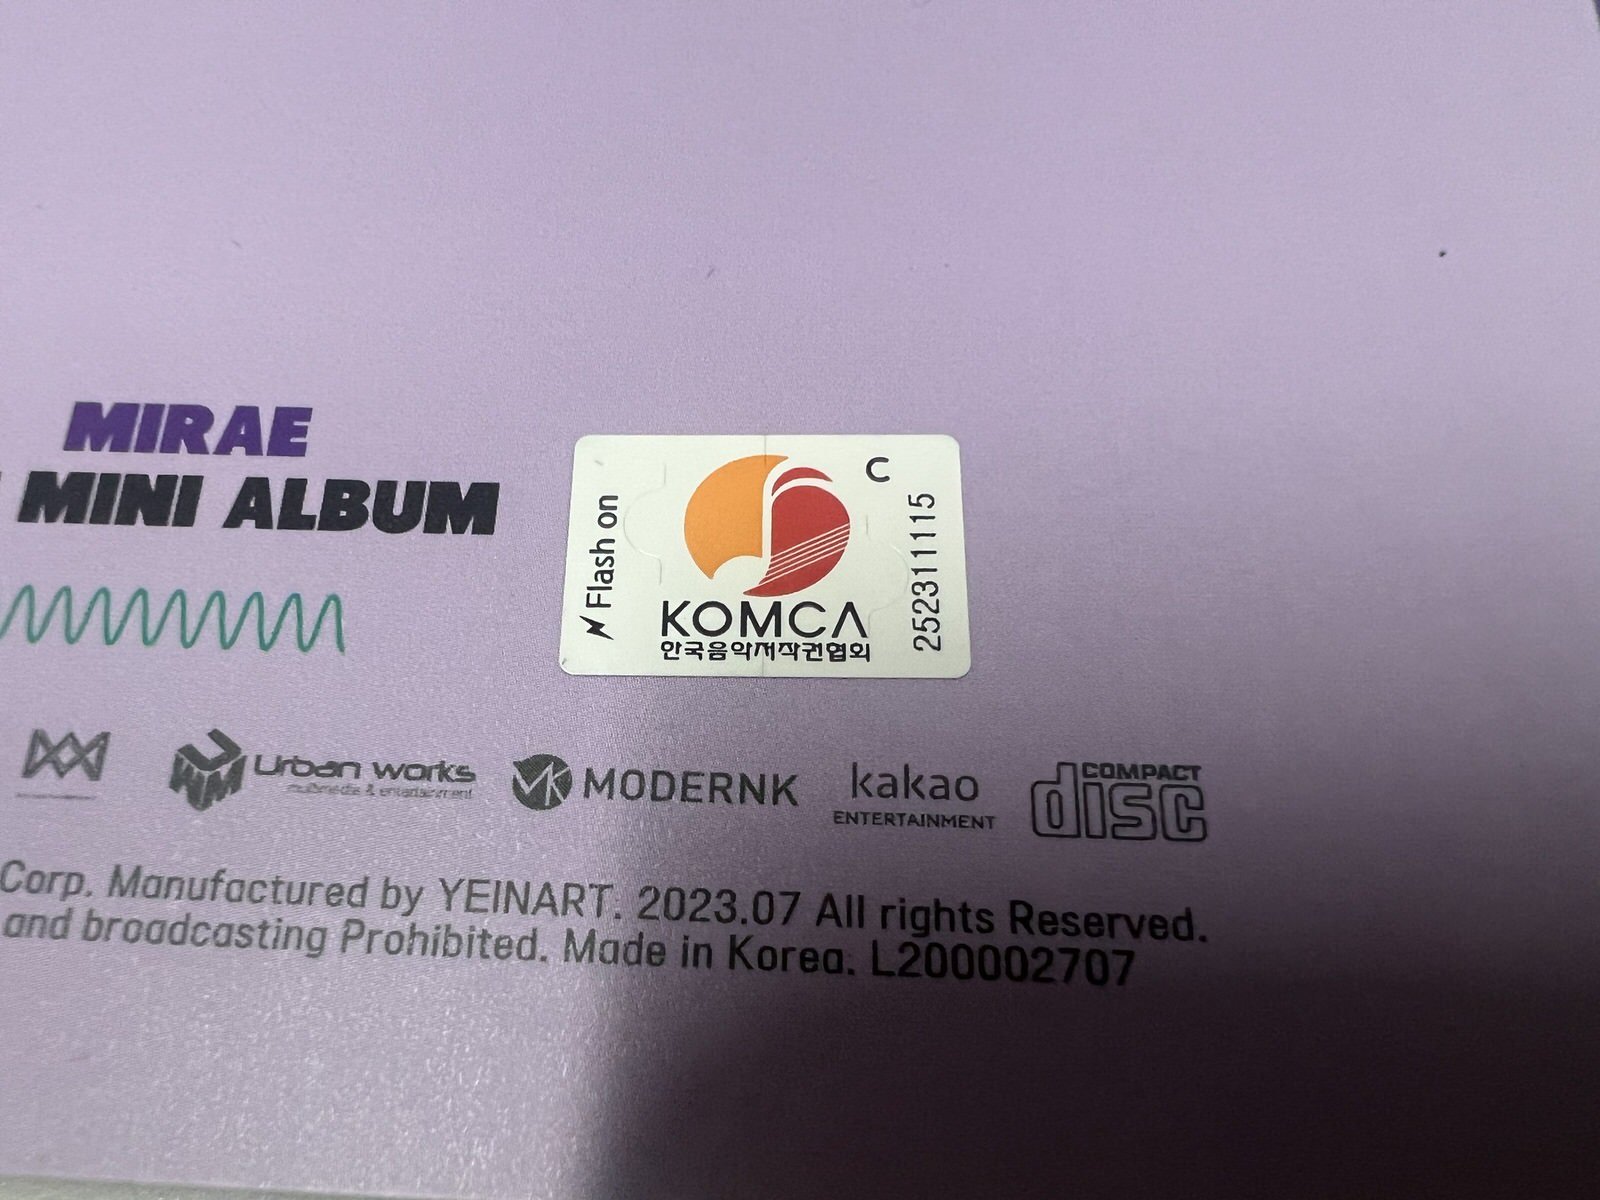 MIRAE
MINI ALBUM
Flash on
C
252311115
KOMCA
한국음악저작권협회
Urban works
multimedia & entertainment
MODERNK
kakao
ENTERTAINMENT
COMPACT
disc
Corp. Manufactured by YEINART. 2023.07 All rights Reserved.
and broadcasting Prohibited. Made in Korea. L200002707